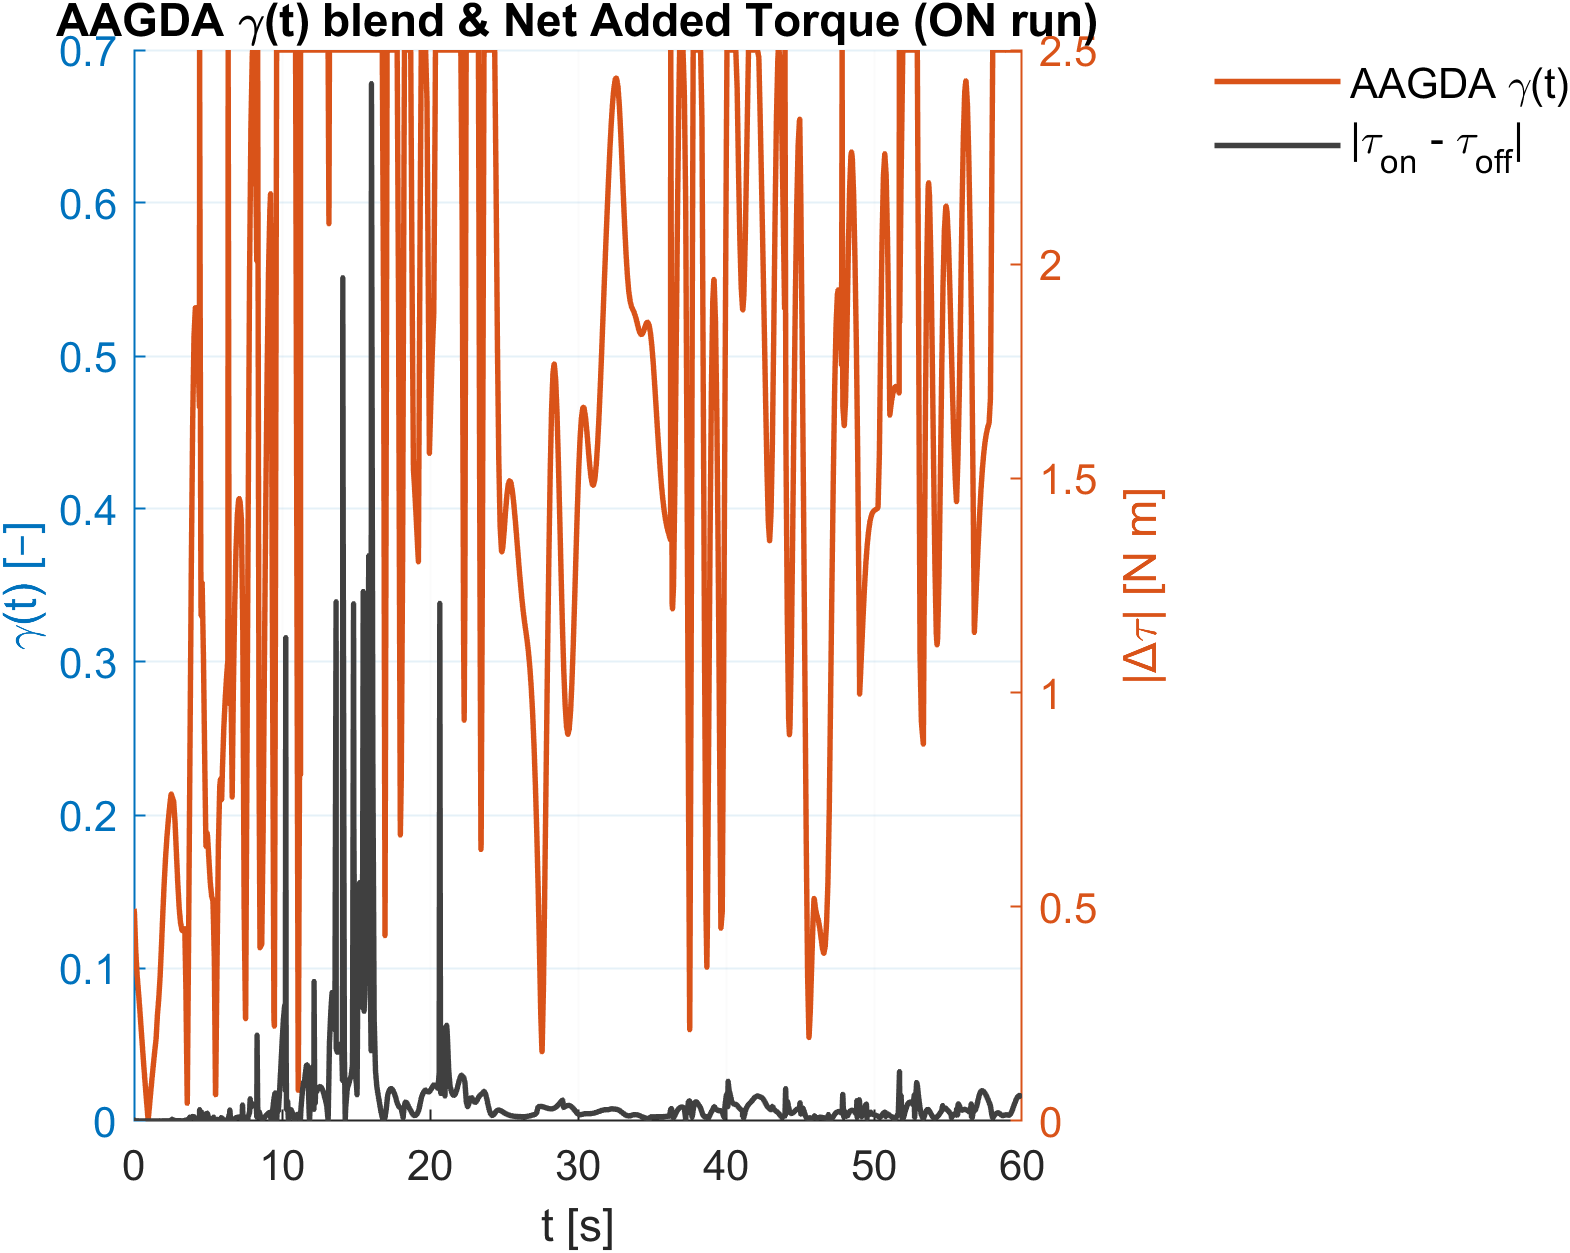 AAGDA γ(t) blend & Net Added Torque (ON run)
AAGDA γ(t)
|τon - τoff|
0.7
0.6
0.5
0.4
0.3
0.2
0.1
0
γ(t) [−]
2.5
2
1.5
1
0.5
0
|Δτ| [N m]
0 10 20 30 40 50 60
t [s]